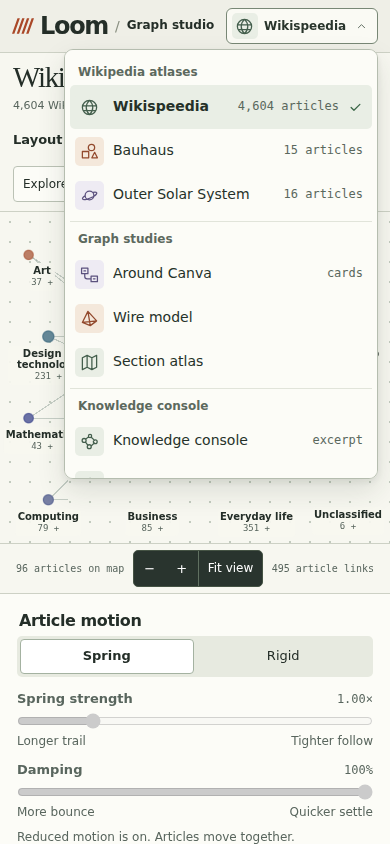 Loom / Graph studio Wikispeedia
Wiki
4,604 Wi
Layout
Explore
Wikipedia atlases
Wikispeedia 4,604 articles
Bauhaus 15 articles
Outer Solar System 16 articles
Graph studies
Around Canva cards
Wire model
Section atlas
Knowledge console
Knowledge console excerpt
Art
37 +
Design
technolo
231 +
Mathemat
43 +
Computing
79 +
Business
85 +
Everyday life
351 +
Unclassified
6 +
96 articles on map − + Fit view 495 article links
Article motion
Spring Rigid
Spring strength 1.00×
Longer trail Tighter follow
Damping 100%
More bounce Quicker settle
Reduced motion is on. Articles move together.